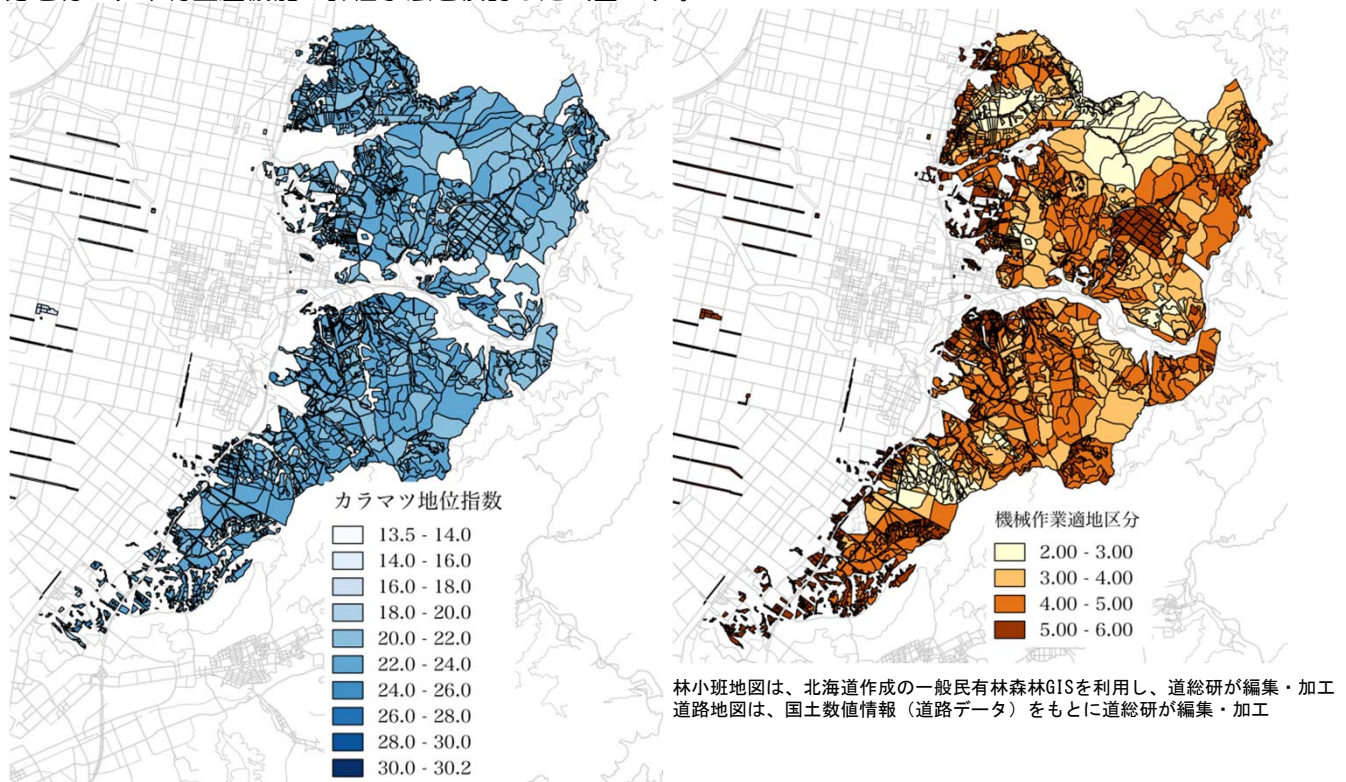 カラマツ地位指数
13.5 - 14.0
14.0 - 16.0
16.0 - 18.0
18.0 - 20.0
20.0 - 22.0
22.0 - 24.0
24.0 - 26.0
26.0 - 28.0
28.0 - 30.0
30.0 - 30.2
機械作業適地区分
2.00 - 3.00
3.00 - 4.00
4.00 - 5.00
5.00 - 6.00
林小班地図は、北海道作成の一般民有林森林GISを利用し、道総研が編集・加工
道路地図は、国土数値情報（道路データ）をもとに道総研が編集・加工